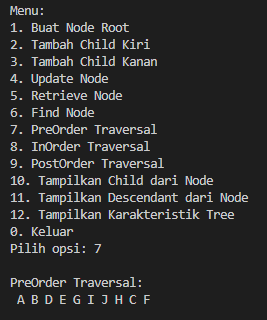 Menu:
1. Buat Node Root
2. Tambah Child Kiri
3. Tambah Child Kanan
4. Update Node
5. Retrieve Node
6. Find Node
7. PreOrder Traversal
8. InOrder Traversal
9. PostOrder Traversal
10. Tampilkan Child dari Node
11. Tampilkan Descendant dari Node
12. Tampilkan Karakteristik Tree
0. Keluar
Pilih opsi: 7
PreOrder Traversal:
A B D E G I J H C F